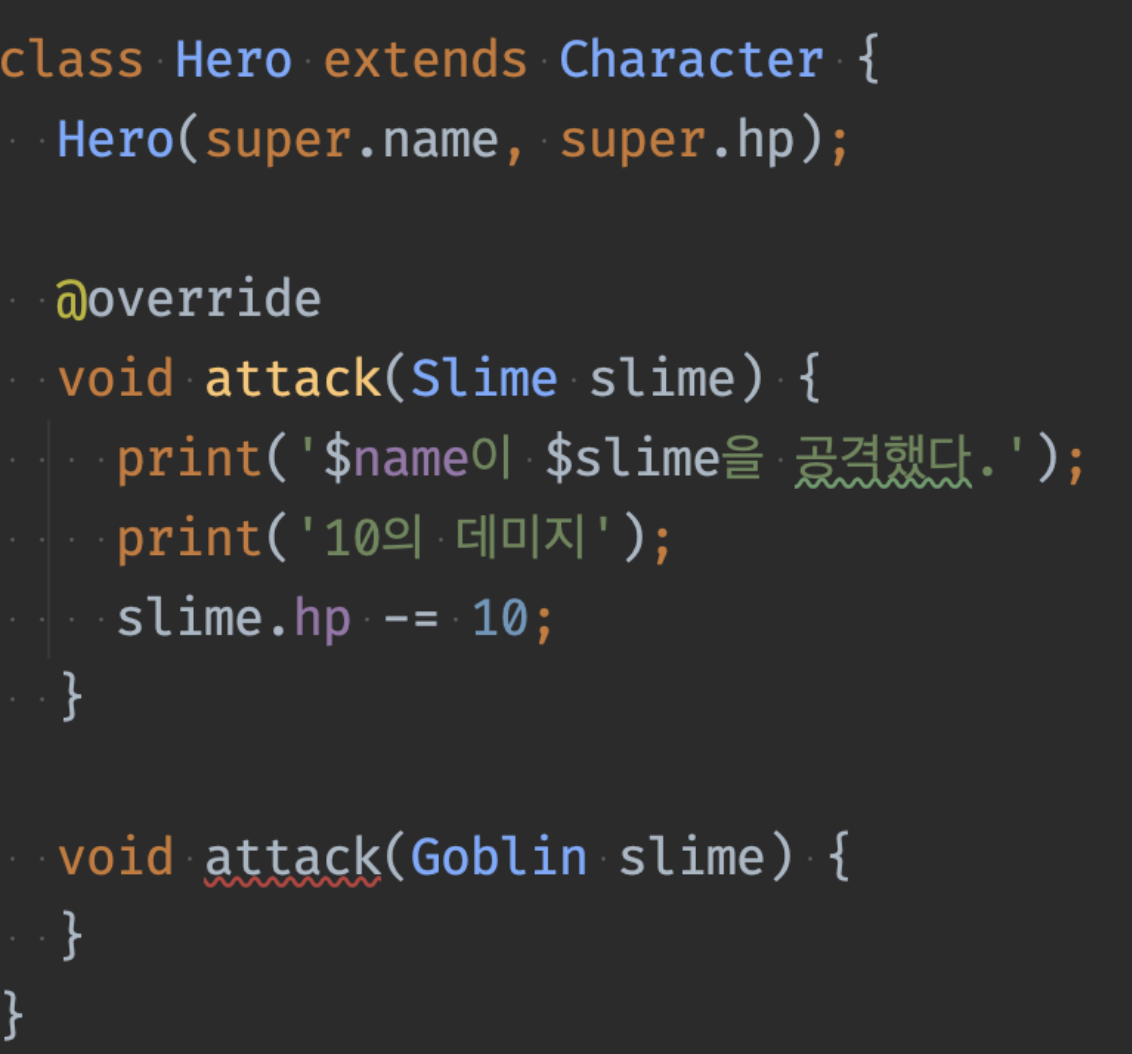 class Hero extends Character {
Hero(super.name, super.hp);
@override
void attack(Slime slime) {
print('$name이 $slime을 공격했다.');
print('10의 데미지');
slime.hp -= 10;
}
void attack(Goblin slime) {
}
}